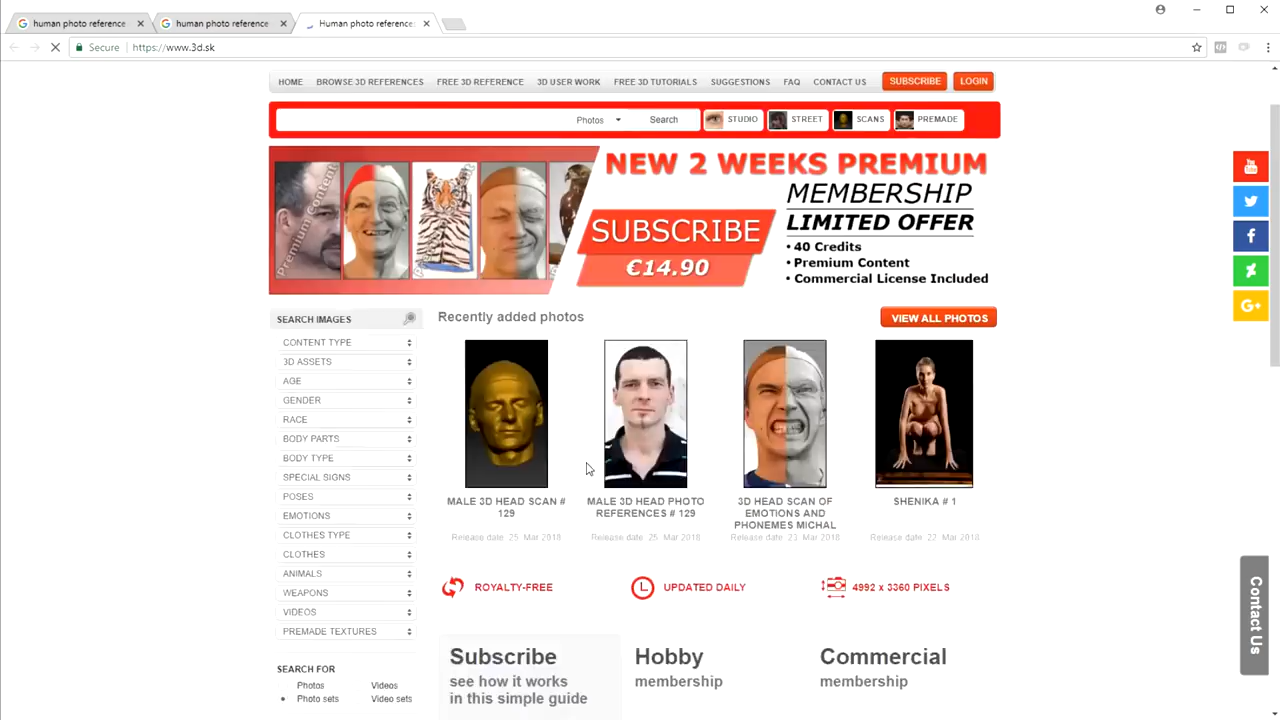 human photo reference
human photo reference
Human photo reference:
Secure
https://www.3d.sk
HOME
BROWSE 3D REFERENCES
FREE 3D REFERENCE
3D USER WORK
FREE 3D TUTORIALS
SUGGESTIONS
FAQ
CONTACT US
SUBSCRIBE
LOGIN
Photos
Search
STUDIO
STREET
SCANS
PREMADE
Premium Content
SUBSCRIBE
€14.90
NEW 2 WEEKS PREMIUM
MEMBERSHIP
LIMITED OFFER
• 40 Credits
• Premium Content
• Commercial License Included
SEARCH IMAGES
CONTENT TYPE
3D ASSETS
AGE
GENDER
RACE
BODY PARTS
BODY TYPE
SPECIAL SIGNS
POSES
EMOTIONS
CLOTHES TYPE
CLOTHES
ANIMALS
WEAPONS
VIDEOS
PREMADE TEXTURES
SEARCH FOR
Photos
Videos
Photo sets
Video sets
Recently added photos
VIEW ALL PHOTOS
MALE 3D HEAD SCAN #
129
Release date: 25. Mar 2018
MALE 3D HEAD PHOTO
REFERENCES # 129
Release date: 25. Mar 2018
3D HEAD SCAN OF
EMOTIONS AND
PHONEMES MICHAL
Release date: 23. Mar 2018
SHENIKA # 1
Release date: 22. Mar 2018
ROYALTY-FREE
UPDATED DAILY
4992 x 3360 PIXELS
Subscribe
see how it works
in this simple guide
Hobby
membership
Commercial
membership
You Tube
G+
Contact Us